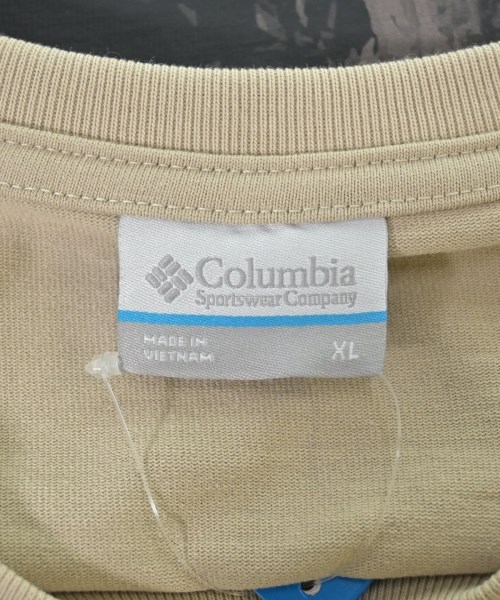 Columbia
Sportswear Company
MADE IN
VIETNAM
XL